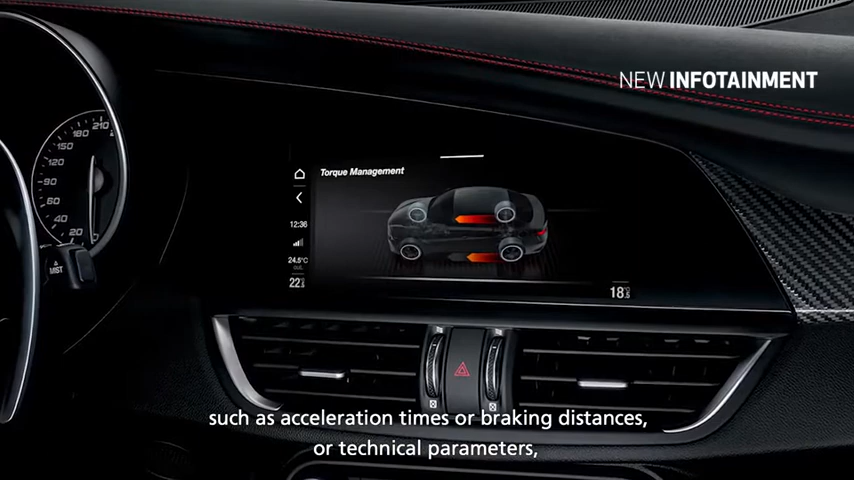 NEW INFOTAINMENT
210
180
150
120
90
60
40
20
MIST
Torque Management
12:36
24.5°C
out.
22
18
such as acceleration times or braking distances,
or technical parameters,